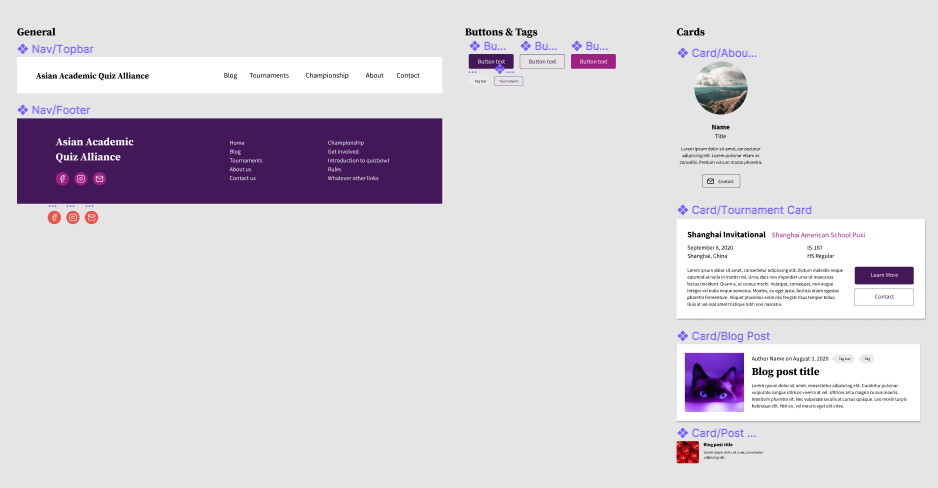 General
Nav/Topbar
Asian Academic Quiz Alliance
Blog Tournaments Championship About Contact
Nav/Footer
Asian Academic
Quiz Alliance
Home
Blog
Tournaments
About us
Contact us
Championship
Get involved
Introduction to quizbowl
Rules
Whatever other links
Buttons & Tags
Bu... Bu... Bu...
Button text Button text Button text
Tag text Tournament
Cards
Card/Abou...
Name
Title
Lorem ipsum dolor sit amet, consectetur
adipiscing elit. Lorem pulvinar etiam ac
convallis. Pretium rutrum massa pharetra.
Contact
Card/Tournament Card
Shanghai Invitational Shanghai American School Puxi
September 8, 2020 IS-187
Shanghai, China HS Regular
Lorem ipsum dolor sit amet, consectetur adipiscing elit. Dictum molestie neque
euismod at nulla in mattis nisl. Urna, duis non imperdiet urna ut maecenas
lectus tincidunt. Quam a, at cursus morbi. Volutpat, consequat, non augue
integer vel nulla neque senectus. Montes, eu eget in fusce, facilisis etiam egestas
pharetra fermentum. Aliquet phasellus enim nisi feugiat risus tempor tellus.
Duis at vel erat amet tristique nibh non nascetur.
Learn More
Contact
Card/Blog Post
Author Name on August 3, 2020 Tag text Tag
Blog post title
Lorem ipsum dolor sit amet, consectetur adipiscing elit. Curabitur pulvinar
vulputate congue ultrices viverra at vel. Ultrices arcu magna cursus mauris,
interdum pharetra elit. Nec vulputate iaculis at cursus quisque. Leo morbi turpis
habitasse elit. Nisl eu, vel mauris eget elit vitae.
Card/Post ...
Blog post title
Lorem ipsum dolor sit amet, consectetur
adipiscing elit.